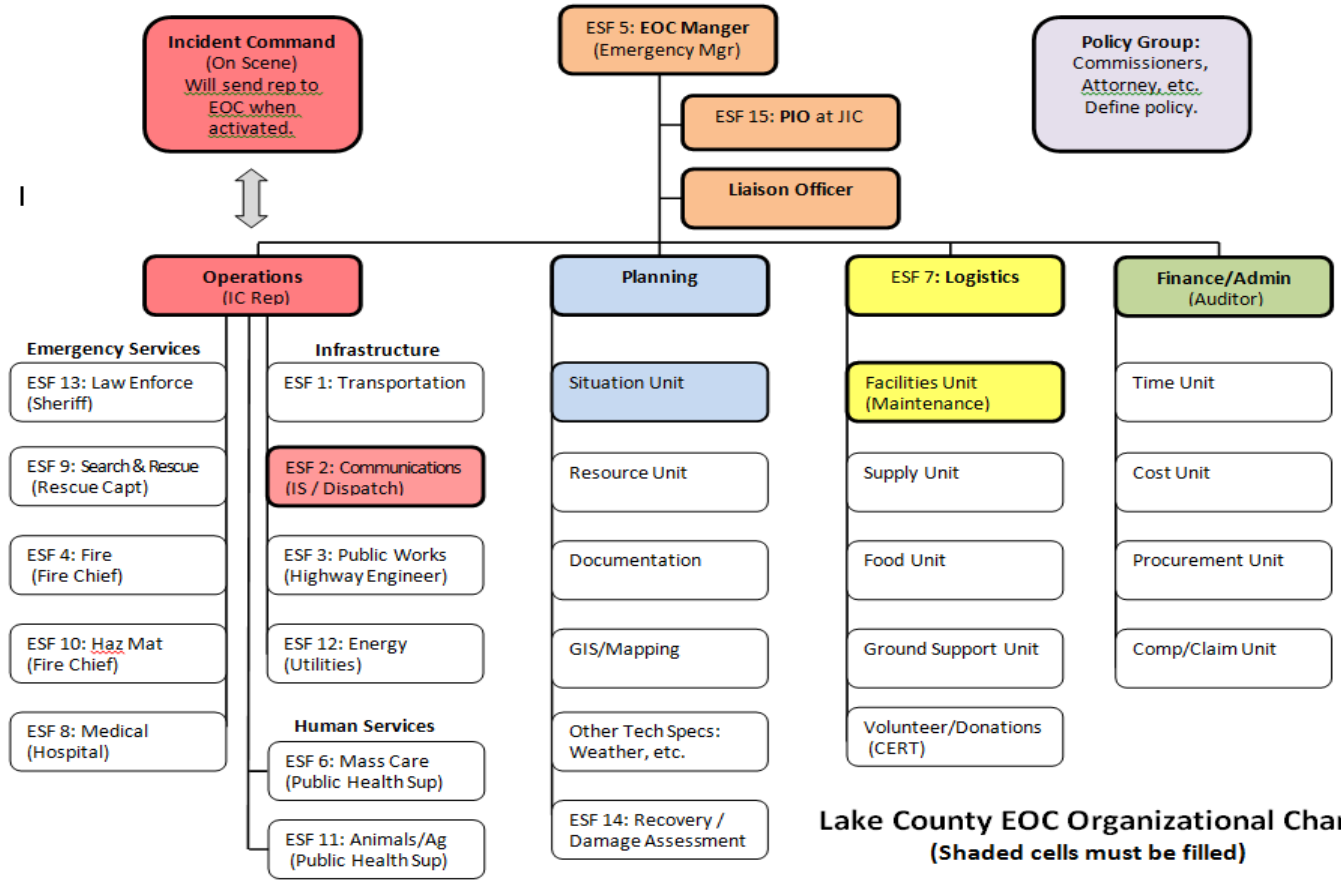 Incident Command
(On Scene)
Will send rep to
EOC when
activated.
ESF 5: EOC Manger
(Emergency Mgr)
Policy Group:
Commissioners,
Attorney, etc.
Define policy.
ESF 15: PIO at JIC
Liaison Officer
I
Operations
(IC Rep)
Planning
ESF 7: Logistics
Finance/Admin
(Auditor)
Emergency Services
ESF 13: Law Enforce
(Sheriff)
ESF 9: Search & Rescue
(Rescue Capt)
ESF 4: Fire
(Fire Chief)
ESF 10: Haz Mat
(Fire Chief)
ESF 8: Medical
(Hospital)
Infrastructure
ESF 1: Transportation
ESF 2: Communications
(IS / Dispatch)
ESF 3: Public Works
(Highway Engineer)
ESF 12: Energy
(Utilities)
Human Services
ESF 6: Mass Care
(Public Health Sup)
ESF 11: Animals/Ag
(Public Health Sup)
Situation Unit
Resource Unit
Documentation
GIS/Mapping
Other Tech Specs:
Weather, etc.
ESF 14: Recovery /
Damage Assessment
Facilities Unit
(Maintenance)
Supply Unit
Food Unit
Ground Support Unit
Volunteer/Donations
(CERT)
Time Unit
Cost Unit
Procurement Unit
Comp/Claim Unit
Lake County EOC Organizational Char
(Shaded cells must be filled)